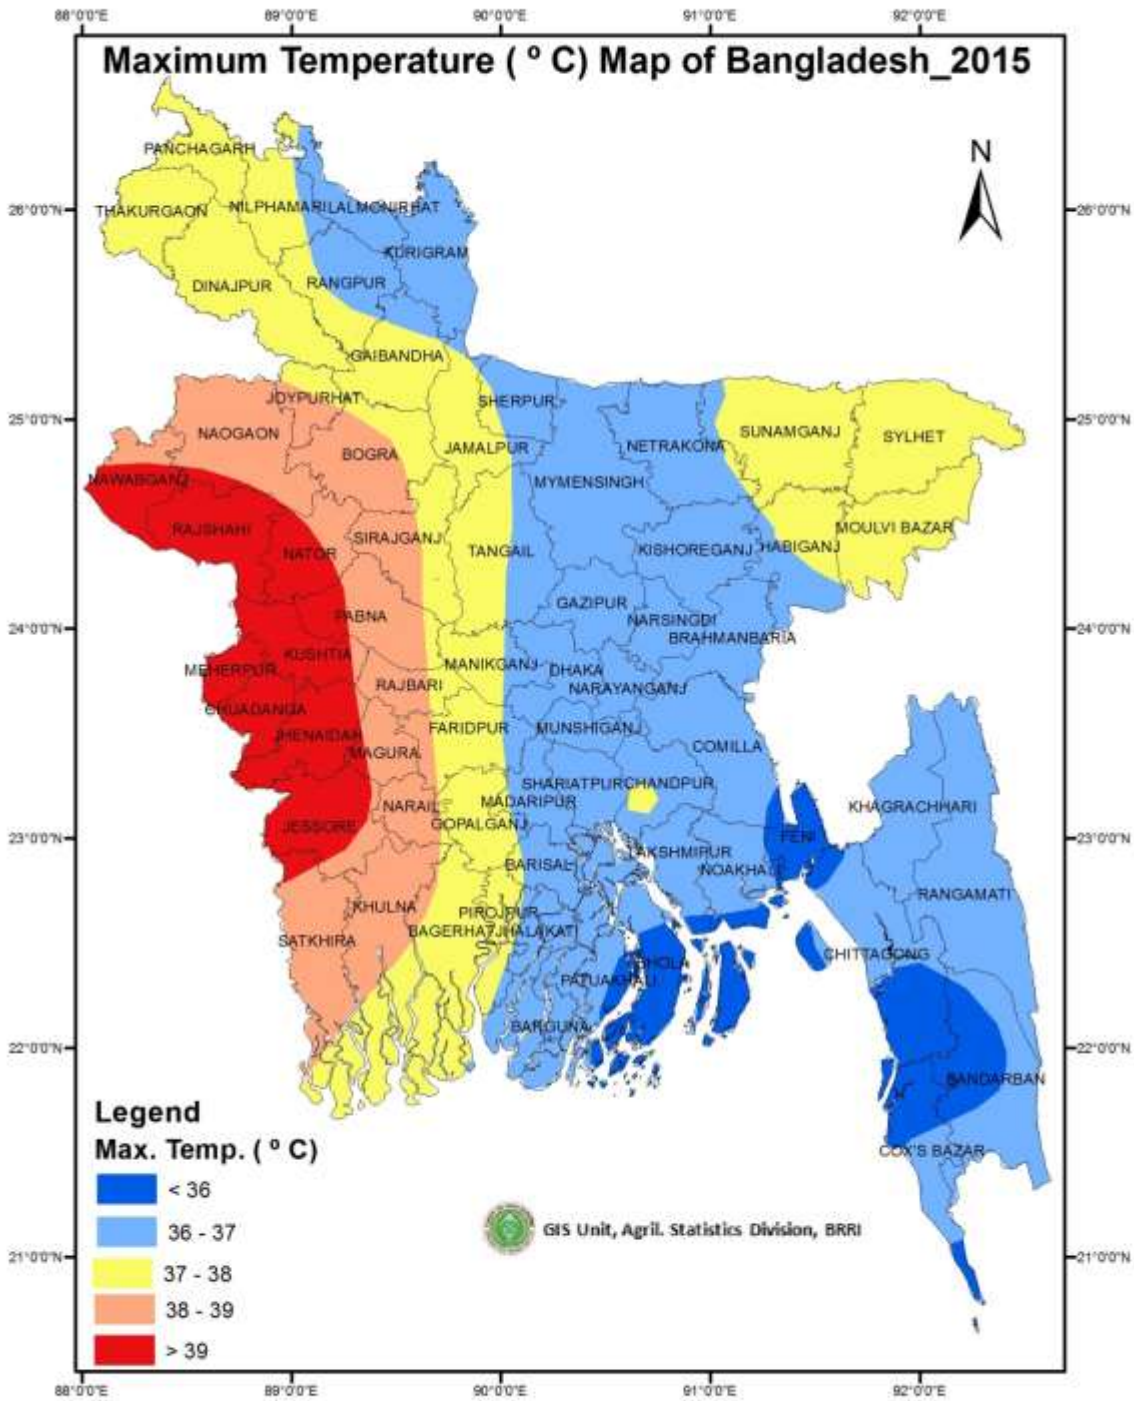 88°0'0"E 89°0'0"E 90°0'0"E 91°0'0"E 92°0'0"E
Maximum Temperature ( º C) Map of Bangladesh_2015
N
PANCHAGARH
26°0'0"N THAKURGAON NILPHAMARI LALMONIRHAT 26°0'0"N
KURIGRAM
DINAJPUR RANGPUR
GAIBANDHA
JOYPURHAT SHERPUR
25°0'0"N 25°0'0"N
NAOGAON SUNAMGANJ SYLHET
BOGRA JAMALPUR NETRAKONA
NAWABGANJ MYMENSINGH
RAJSHAHI MOULVI BAZAR
NATOR SIRAJGANJ TANGAIL KISHOREGANJ HABIGANJ
PABNA GAZIPUR
24°0'0"N NARSINGDI 24°0'0"N
BRAHMANBARIA
KUSHTIA
MEHERPUR MANIKGANJ DHAKA
RAJBARI NARAYANGANJ
CHUADANGA
JHENAIDAH FARIDPUR MUNSHIGANJ
MAGURA COMILLA
SHARIATPUR CHANDPUR
NARAIL MADARIPUR KHAGRACHHARI
JESSORE GOPALGANJ
23°0'0"N FENI 23°0'0"N
BARISAL LAKSHMIPUR
NOAKHALI
RANGAMATI
KHULNA PIROJPUR
SATKHIRA BAGERHAT JHALAKATI
CHITTAGONG
BHOLA
PATUAKHALI
BARGUNA
22°0'0"N 22°0'0"N
BANDARBAN
COX'S BAZAR
Legend
Max. Temp. ( º C)
< 36
36 - 37
37 - 38
38 - 39
> 39
GIS Unit, Agril. Statistics Division, BRRI
21°0'0"N 21°0'0"N
88°0'0"E 89°0'0"E 90°0'0"E 91°0'0"E 92°0'0"E